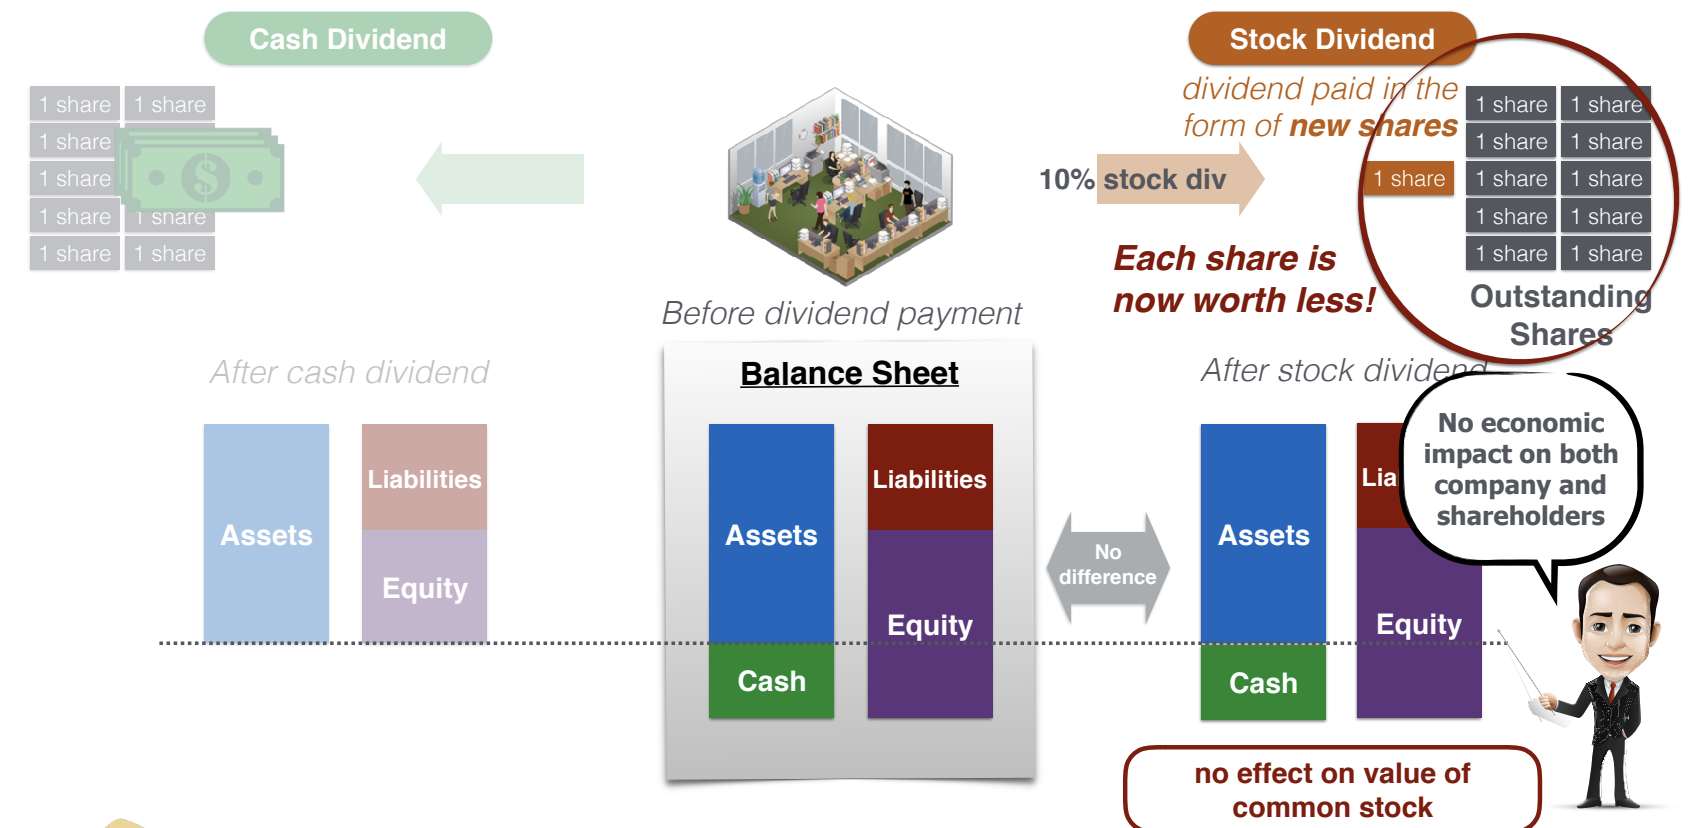 Cash Dividend
1 share 1 share
1 share
1 share
1 share 1 share
1 share 1 share
$
Stock Dividend
dividend paid in the
form of new shares
10% stock div
1 share
1 share 1 share
1 share 1 share
1 share 1 share
1 share 1 share
1 share 1 share
Outstanding
Shares
Each share is
now worth less!
Before dividend payment
After cash dividend
Assets
Liabilities
Equity
Balance Sheet
Assets
Cash
Liabilities
Equity
No
difference
After stock dividend
Assets
Cash
Lia
Equity
No economic
impact on both
company and
shareholders
no effect on value of
common stock